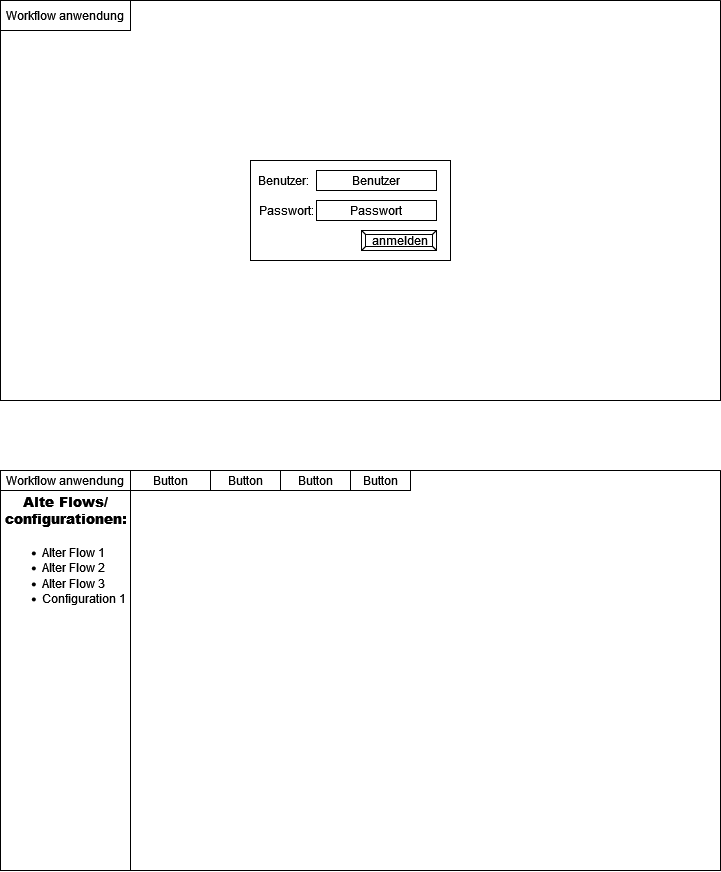 Workflow anwendung
Benutzer: Benutzer
Passwort: Passwort
anmelden
Workflow anwendung Button Button Button Button
Alte Flows/
configurationen:
• Alter Flow 1
• Alter Flow 2
• Alter Flow 3
• Configuration 1